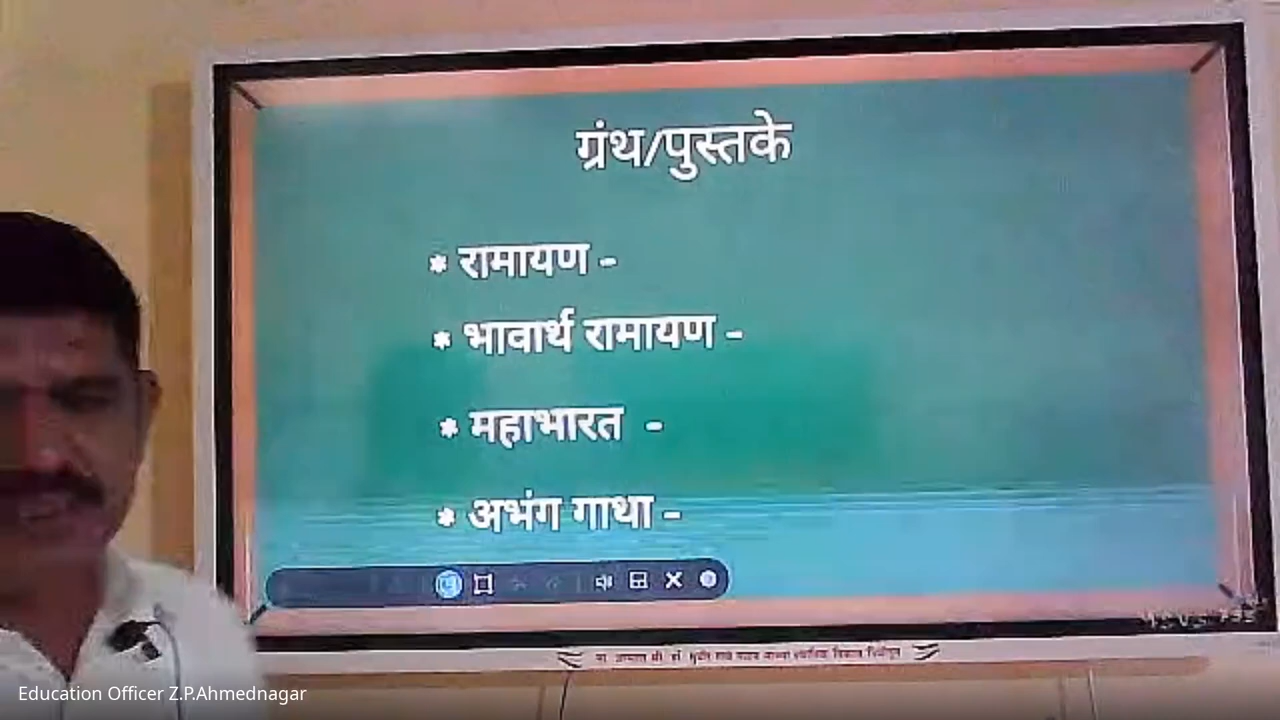 ग्रंथ/पुस्तके
* रामायण -
* भावार्थ रामायण -
* महाभारत -
* अभंग गाथा -
Education Officer Z.P.Ahmednagar